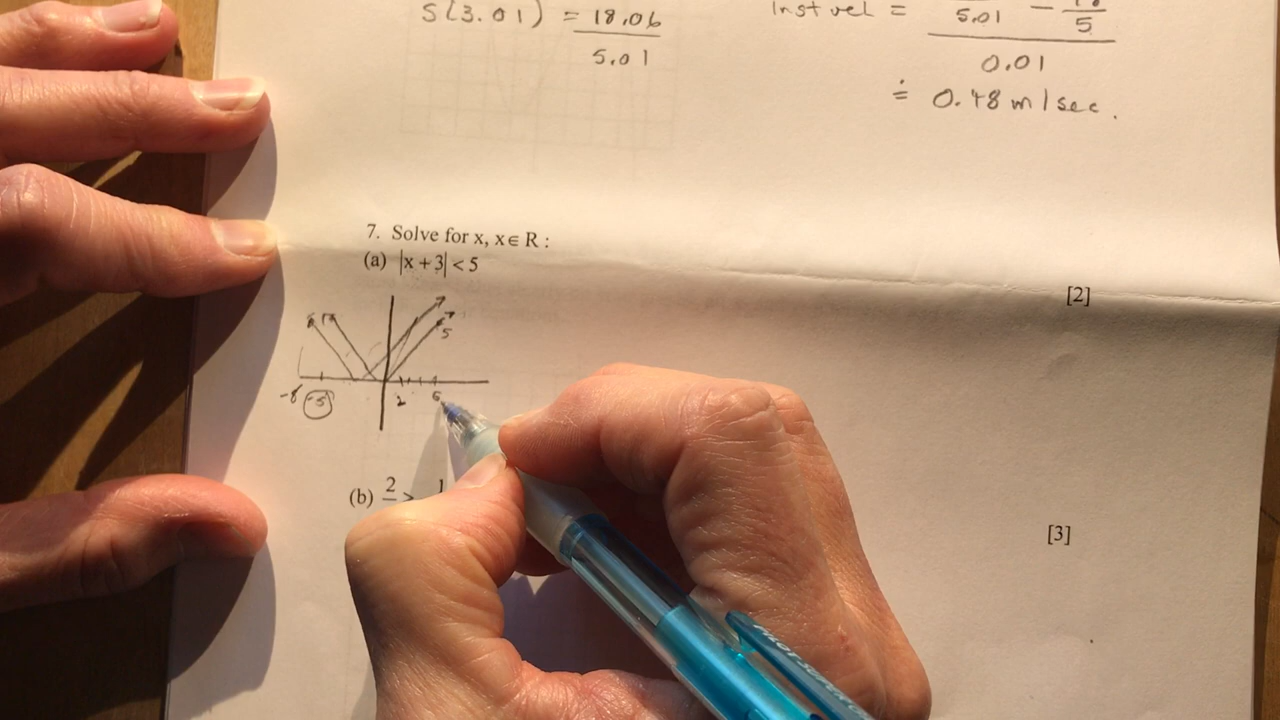 S(3.01) = 18.06
5.01
Inst vel = 5.01 - 5
0.01
≐ 0.48 m/sec.
7. Solve for x, x∈R :
(a) |x + 3| < 5
[2]
5
-8 -5 2 5
(b) 2 > 1
[3]